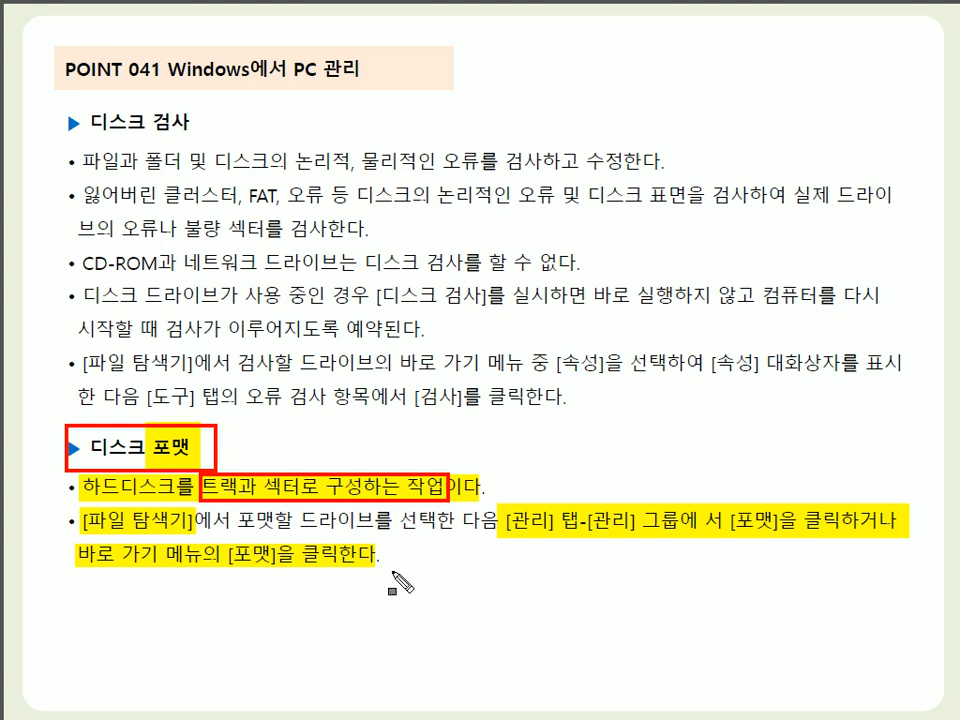 POINT 041 Windows에서 PC 관리
▶ 디스크 검사
• 파일과 폴더 및 디스크의 논리적, 물리적인 오류를 검사하고 수정한다.
• 잃어버린 클러스터, FAT, 오류 등 디스크의 논리적인 오류 및 디스크 표면을 검사하여 실제 드라이
브의 오류나 불량 섹터를 검사한다.
• CD-ROM과 네트워크 드라이브는 디스크 검사를 할 수 없다.
• 디스크 드라이브가 사용 중인 경우 [디스크 검사]를 실시하면 바로 실행하지 않고 컴퓨터를 다시
시작할 때 검사가 이루어지도록 예약된다.
• [파일 탐색기]에서 검사할 드라이브의 바로 가기 메뉴 중 [속성]을 선택하여 [속성] 대화상자를 표시
한 다음 [도구] 탭의 오류 검사 항목에서 [검사]를 클릭한다.
▶ 디스크 포맷
• 하드디스크를 트랙과 섹터로 구성하는 작업이다.
• [파일 탐색기]에서 포맷할 드라이브를 선택한 다음 [관리] 탭-[관리] 그룹에 서 [포맷]을 클릭하거나
바로 가기 메뉴의 [포맷]을 클릭한다.